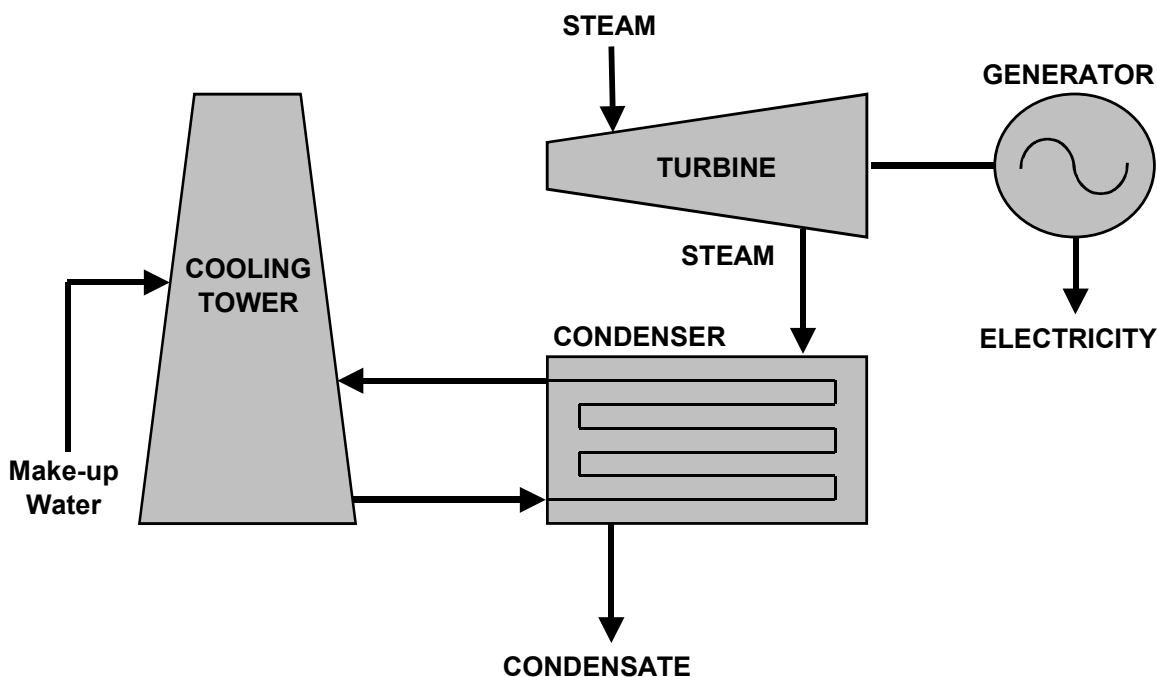 STEAM
GENERATOR
TURBINE
STEAM
COOLING
TOWER
ELECTRICITY
CONDENSER
Make-up
Water
CONDENSATE